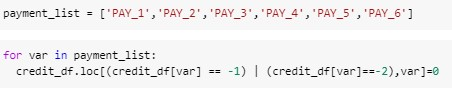 payment_list = ['PAY_1','PAY_2','PAY_3','PAY_4','PAY_5','PAY_6']
for var in payment_list:
  credit_df.loc[(credit_df[var] == -1) | (credit_df[var]==-2),var]=0